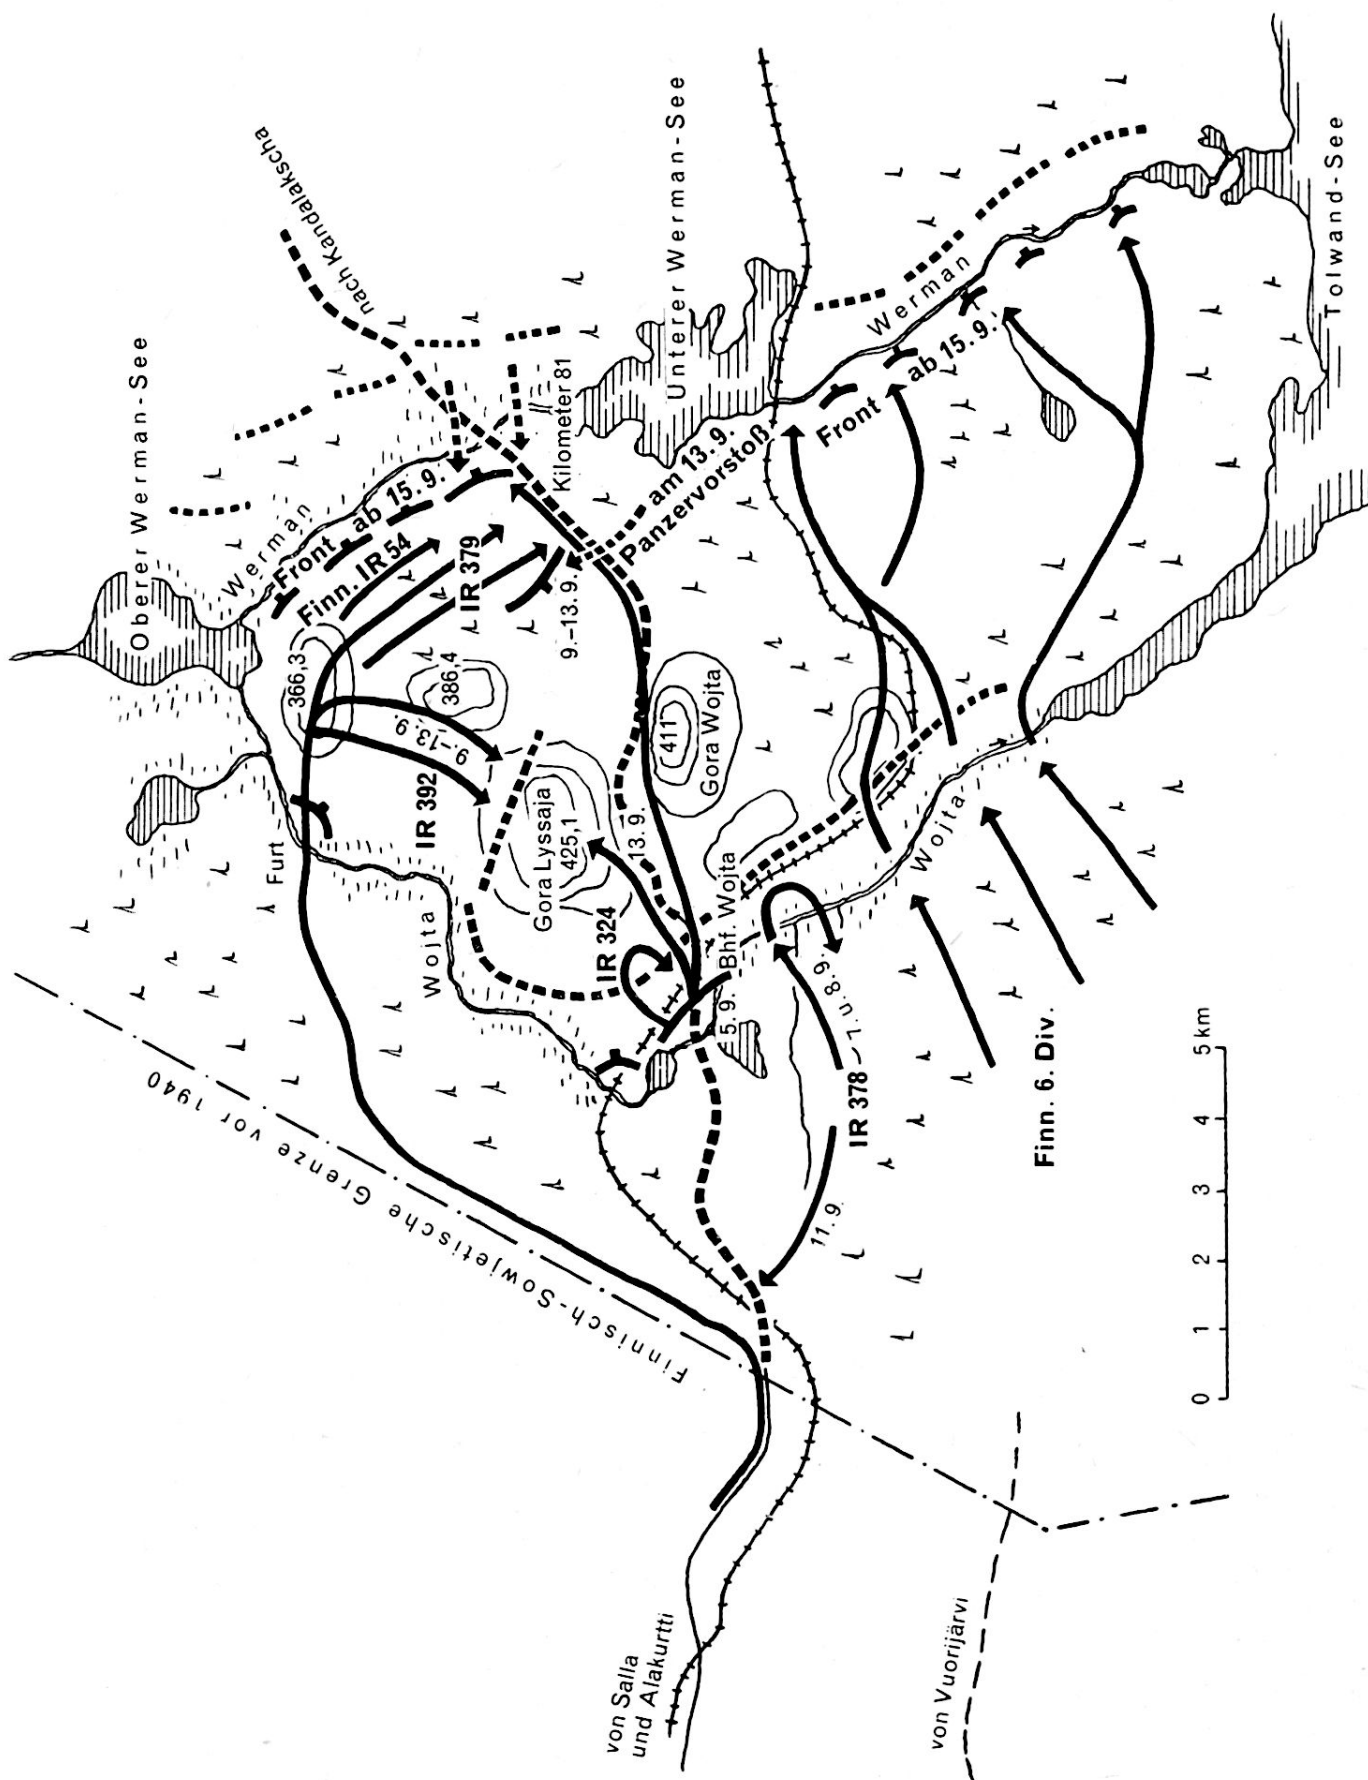 Oberer Werman-See
nach Kandalakscha
Unterer Werman-See
Tolwand-See
Werman
Front ab 15.9.
Finn. IR 54
IR 379
Kilometer 81
am 13.9.
Panzervorstoß
Front ab 15.9.
Werman
366,3
386,4
9.–13.9.
9.–13.9
IR 392
Furt
Wojta
Gora Lyssaja
425,1
13.9.
411
Gora Wojta
IR 324
Bhf. Wojta
5.9.
Wojta
IR 378 – 7. u. 8.9.
11.9.
Finn. 6. Div.
Finnisch-Sowjetische Grenze vor 1940
von Salla
und Alakurtti
von Vuorijärvi
0 1 2 3 4 5 km